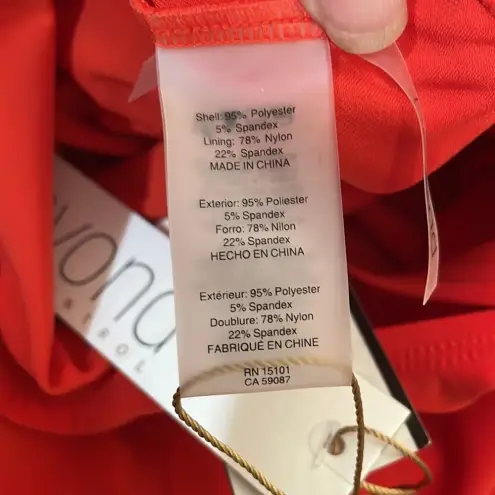 Shell: 95% Polyester
5% Spandex
Lining: 78% Nylon
22% Spandex
MADE IN CHINA
Exterior: 95% Poliester
5% Spandex
Forro: 78% Nilon
22% Spandex
HECHO EN CHINA
Extérieur: 95% Polyester
5% Spandex
Doublure: 78% Nylon
22% Spandex
FABRIQUÉ EN CHINE
RN 15101
CA 59087